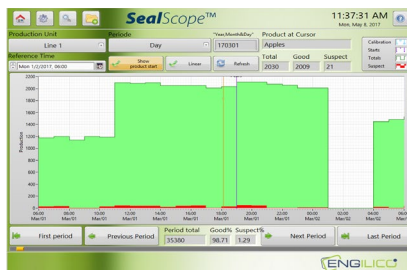 SealScope™
11:37:31 AM
Mon, May 8, 2017
Production Unit
Periode
"Year,Month&Day"
Product at Cursor
Line 1
Day
170301
Apples
Calibration
Starts
Totals
Suspect
Reference Time
Mon 1/2/2017, 06:00
Show product start
Linear
Refresh
Total
Good
Suspect
2030
2009
21
Production
2200
2000
1800
1600
1400
1200
1000
800
600
400
200
0
06:00 08:00 10:00 12:00 14:00 16:00 18:00 20:00 22:00 00:00 02:00 04:00 06:0
Mar/01 Mar/01 Mar/01 Mar/01 Mar/01 Mar/01 Mar/01 Mar/01 Mar/01 Mar/02 Mar/02 Mar/02 Mar/0
First period
Previous Period
Period total
Good%
Suspect%
35380
98.71
1.29
Next Period
Last Period
ENGILICO